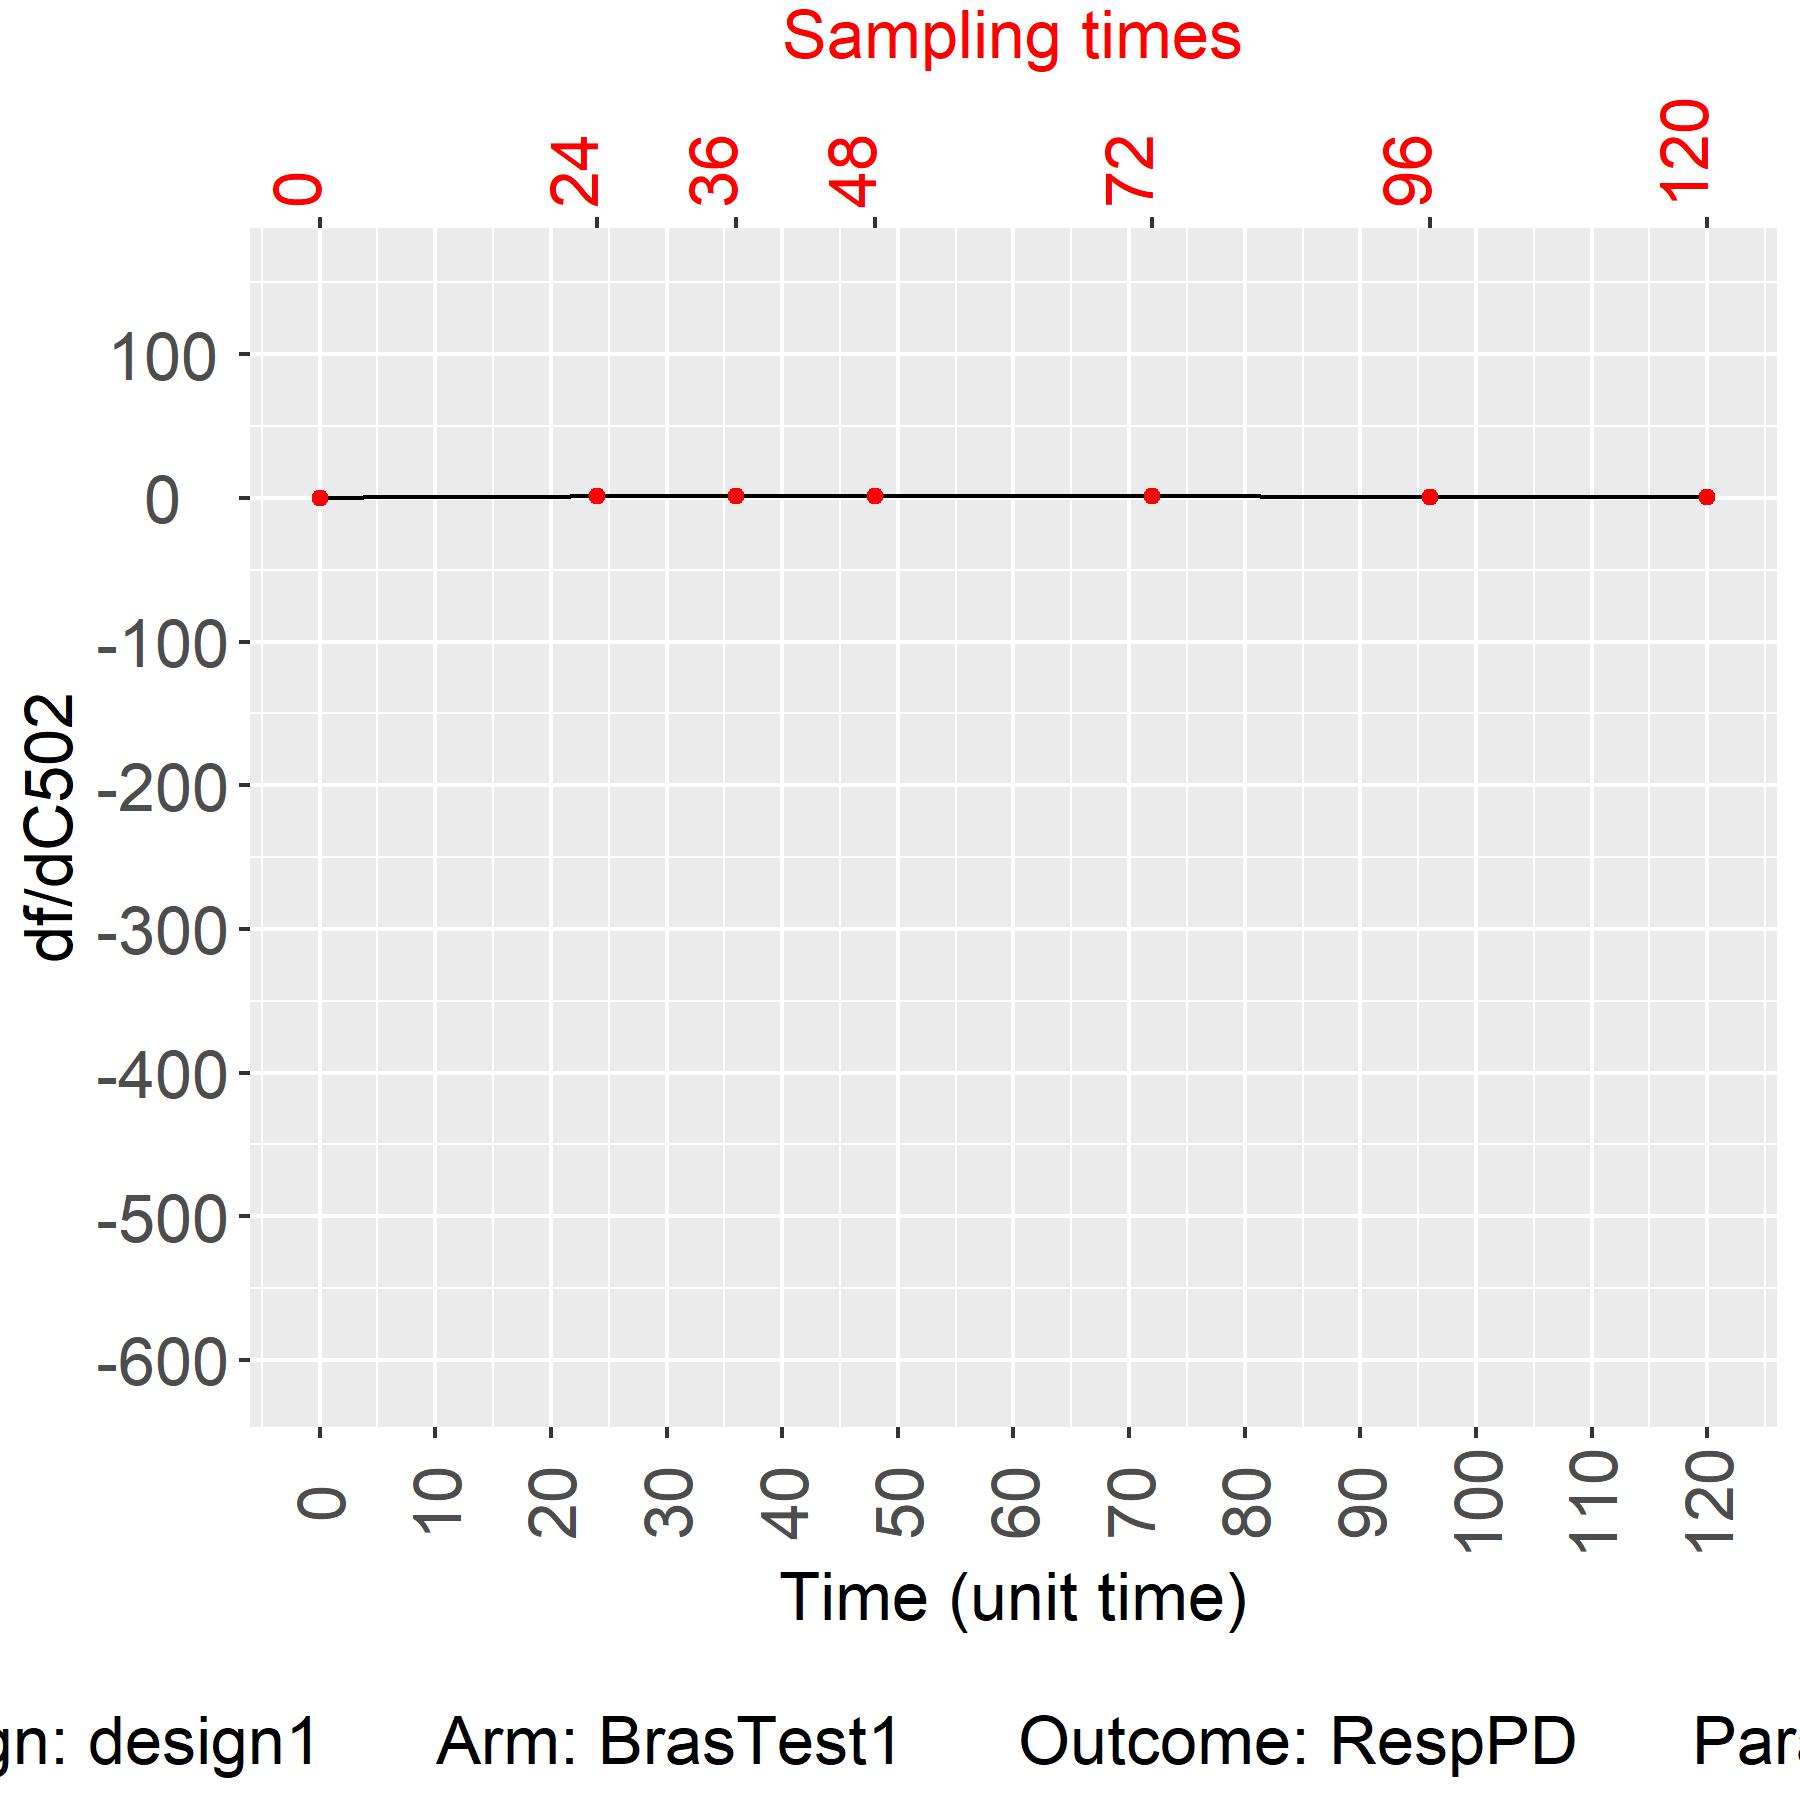 Sampling times
0 24 36 48 72 96 120
100
0
-100
-200
-300
-400
-500
-600
df/dC502
0 10 20 30 40 50 60 70 80 90 100 110 120
Time (unit time)
gn: design1 Arm: BrasTest1 Outcome: RespPD Para